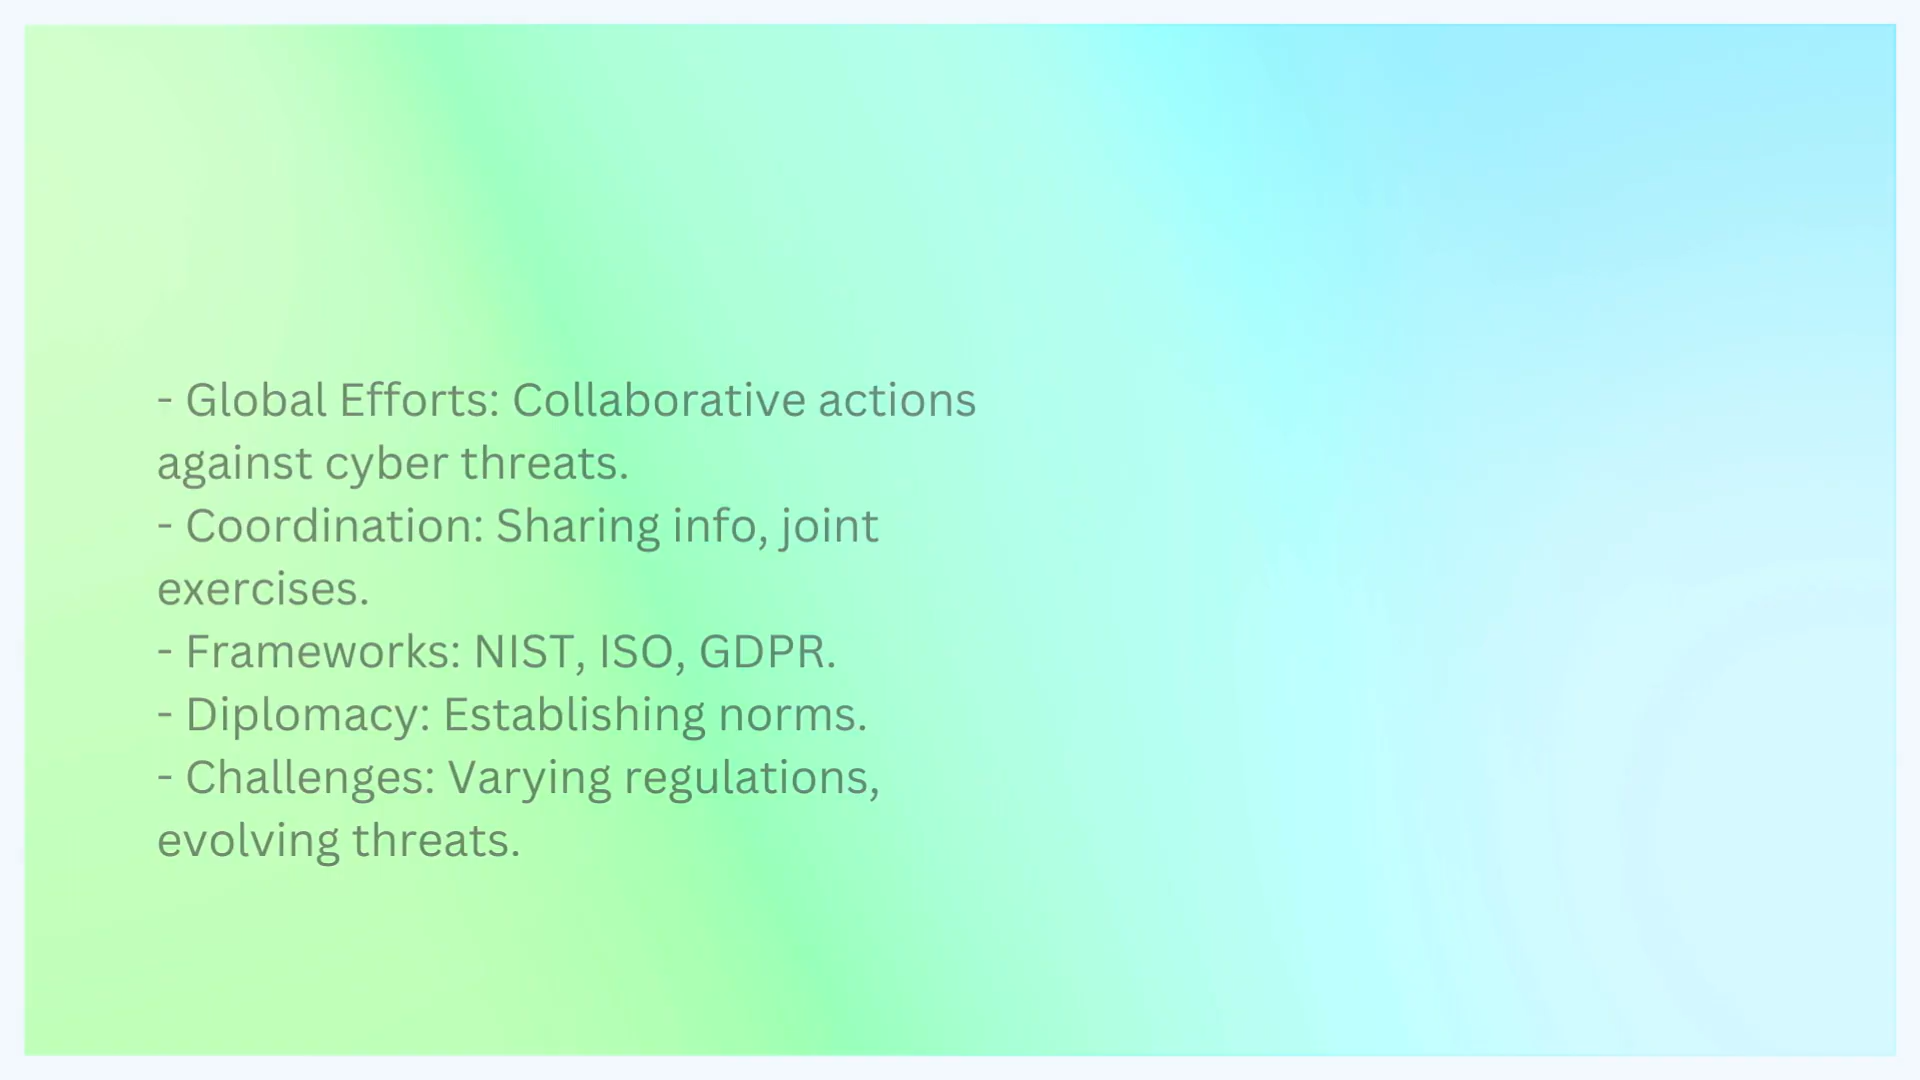 - Global Efforts: Collaborative actions
against cyber threats.
- Coordination: Sharing info, joint
exercises.
- Frameworks: NIST, ISO, GDPR.
- Diplomacy: Establishing norms.
- Challenges: Varying regulations,
evolving threats.